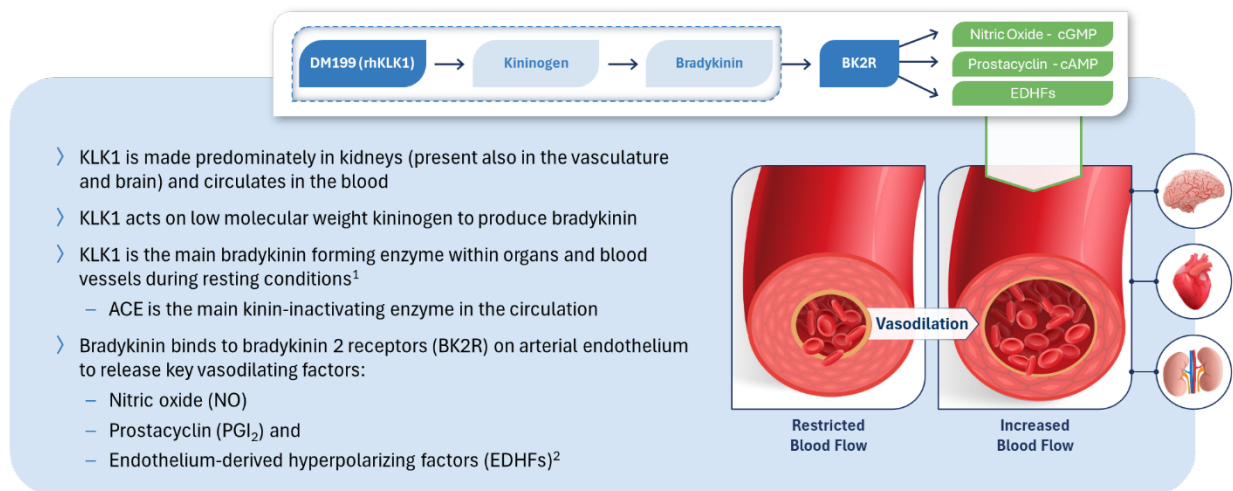 DM199 (rhKLK1)
Kininogen
Bradykinin
BK2R
Nitric Oxide - cGMP
Prostacyclin - cAMP
EDHFs
〉 KLK1 is made predominately in kidneys (present also in the vasculature
and brain) and circulates in the blood
〉 KLK1 acts on low molecular weight kininogen to produce bradykinin
〉 KLK1 is the main bradykinin forming enzyme within organs and blood
vessels during resting conditions¹
– ACE is the main kinin-inactivating enzyme in the circulation
〉 Bradykinin binds to bradykinin 2 receptors (BK2R) on arterial endothelium
to release key vasodilating factors:
– Nitric oxide (NO)
– Prostacyclin (PGI₂) and
– Endothelium-derived hyperpolarizing factors (EDHFs)²
Vasodilation
Restricted
Blood Flow
Increased
Blood Flow